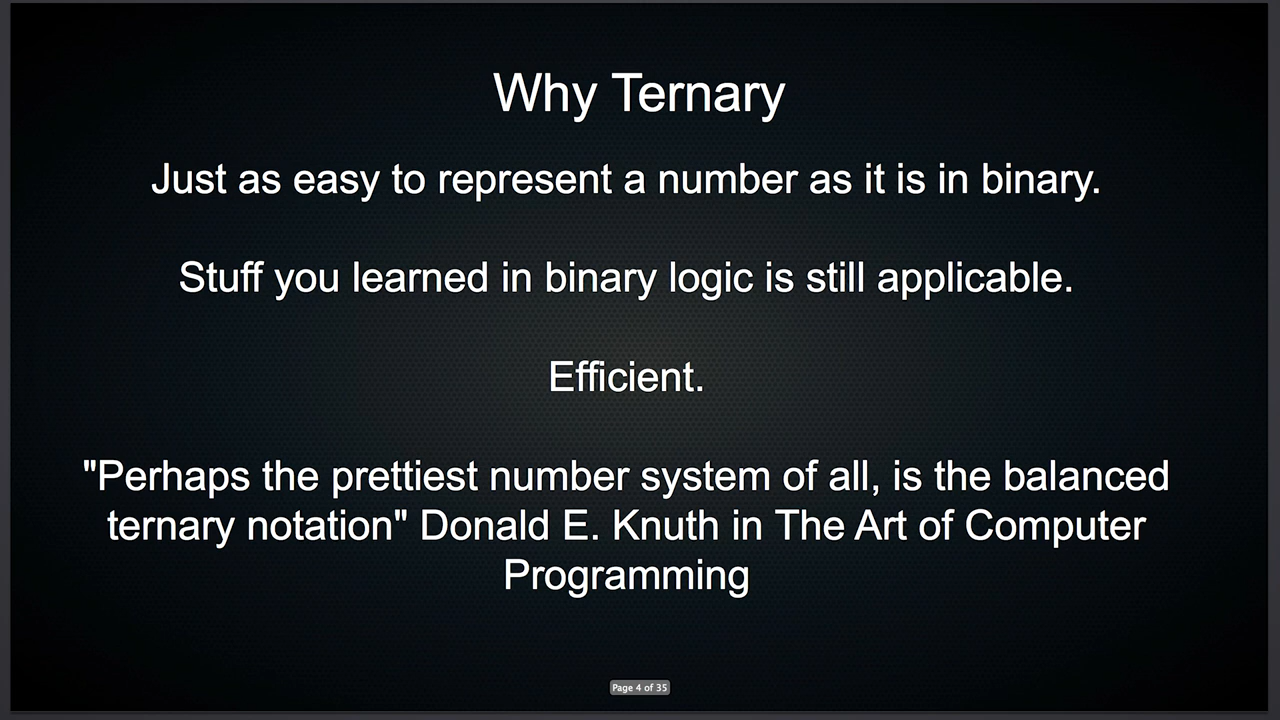 Why Ternary
Just as easy to represent a number as it is in binary.
Stuff you learned in binary logic is still applicable.
Efficient.
"Perhaps the prettiest number system of all, is the balanced
ternary notation" Donald E. Knuth in The Art of Computer
Programming
Page 4 of 35